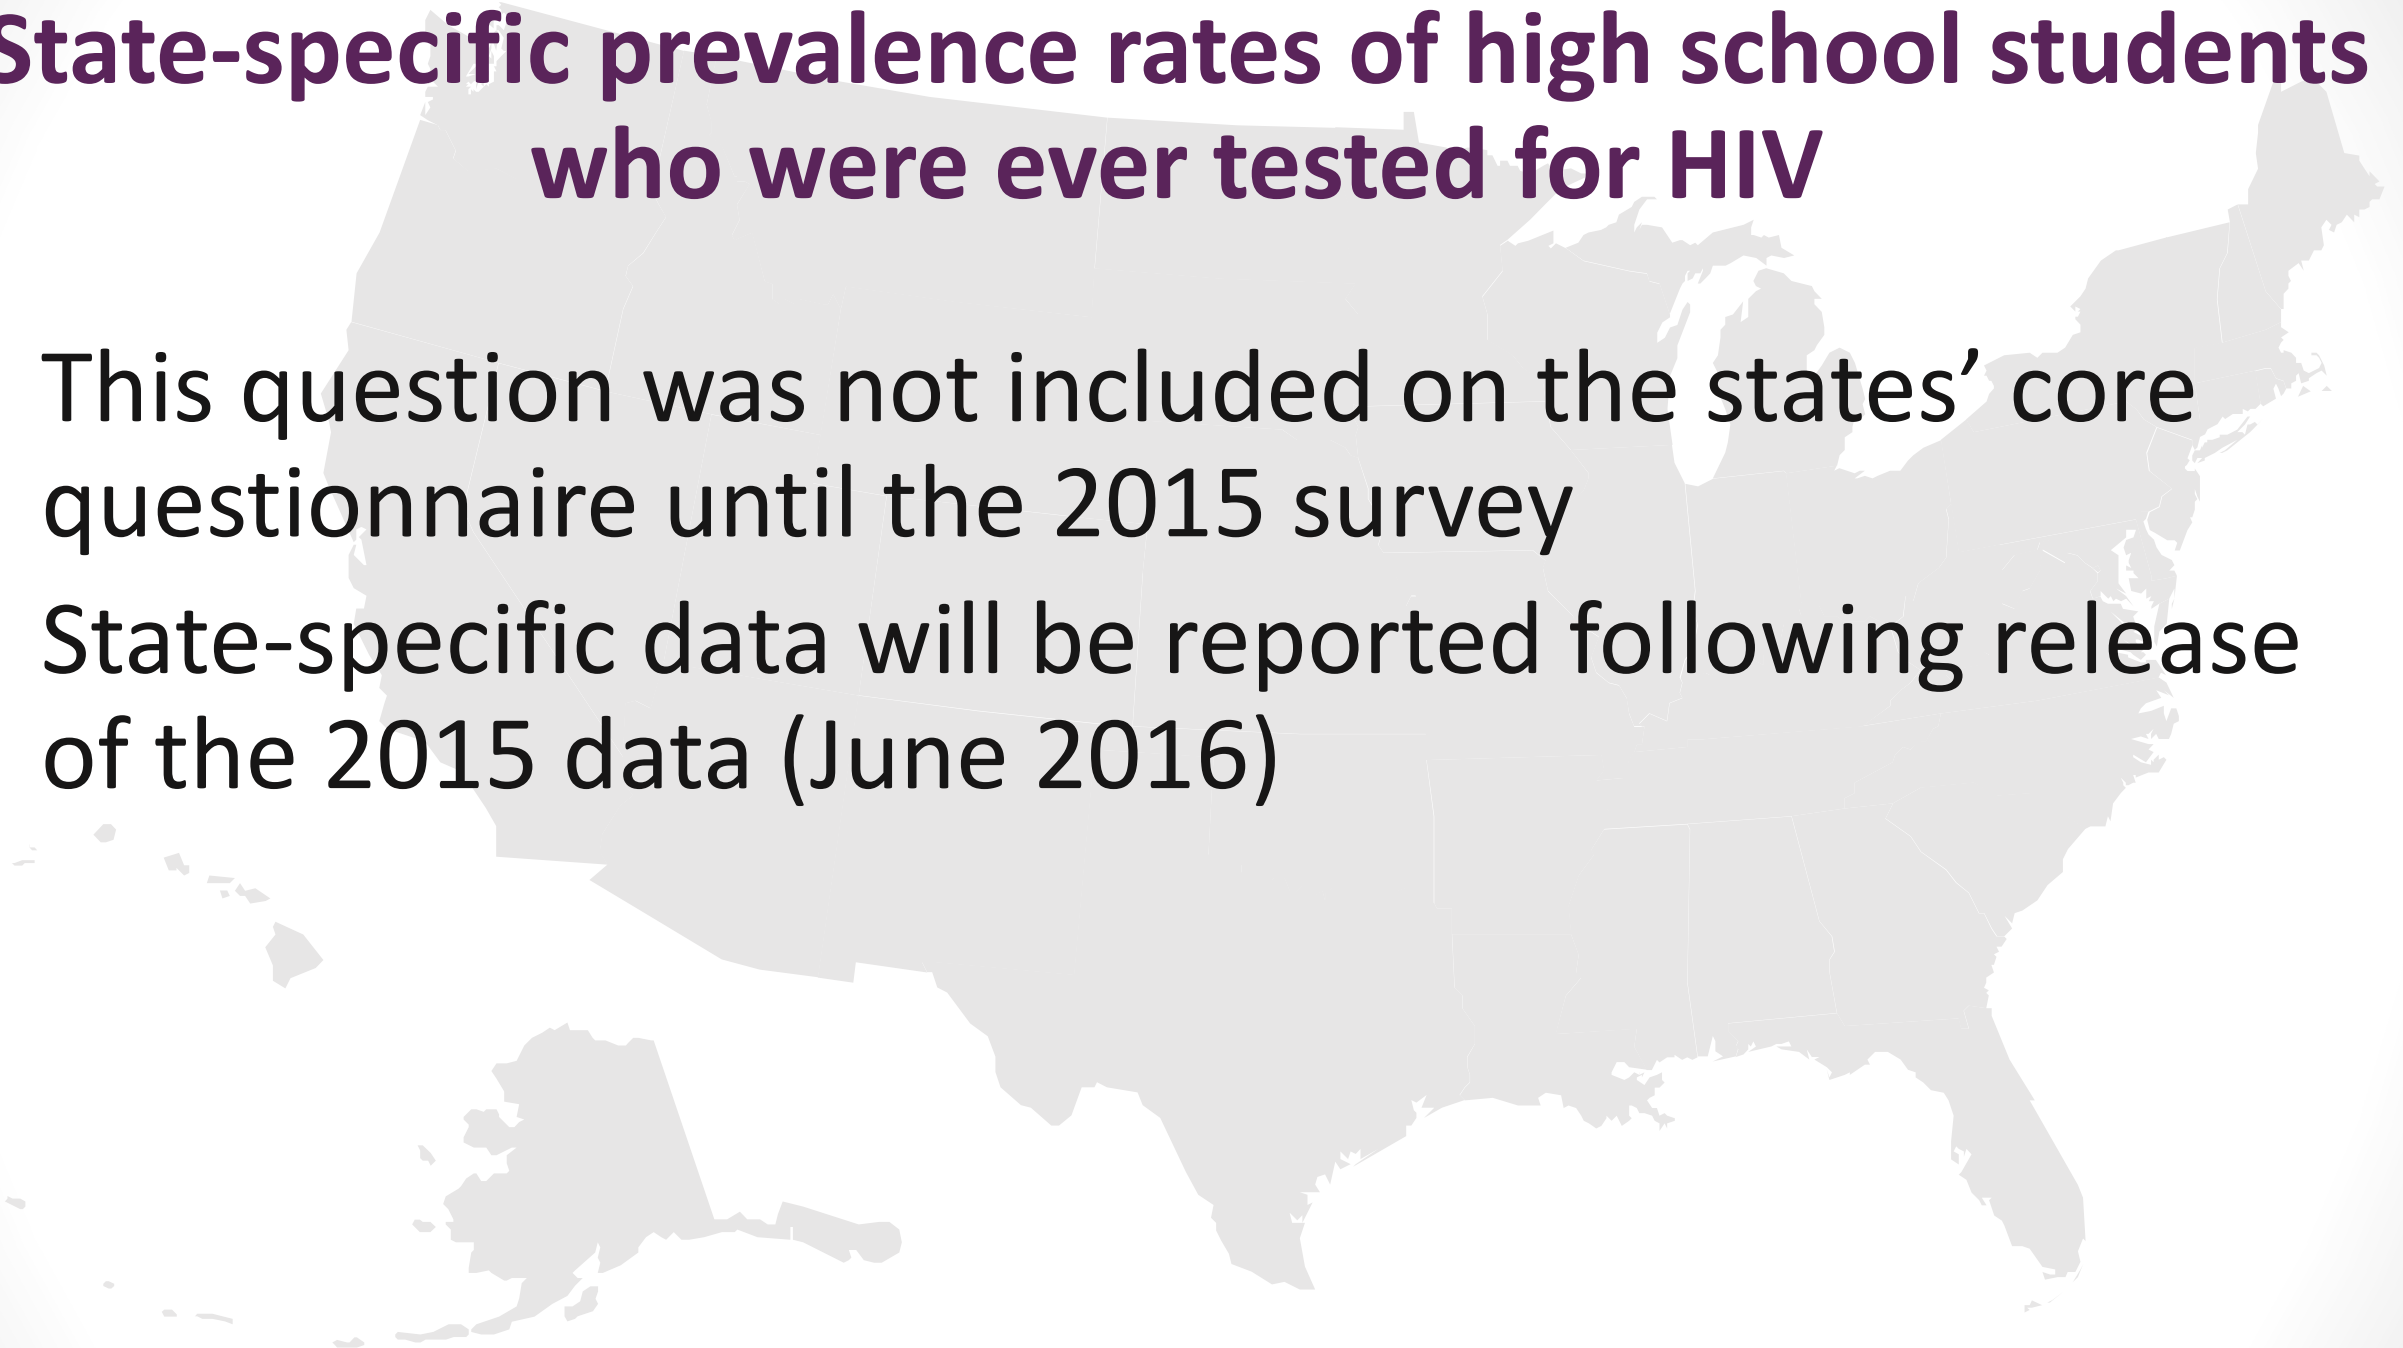 State-specific prevalence rates of high school students
who were ever tested for HIV
This question was not included on the states’ core
questionnaire until the 2015 survey
State-specific data will be reported following release
of the 2015 data (June 2016)